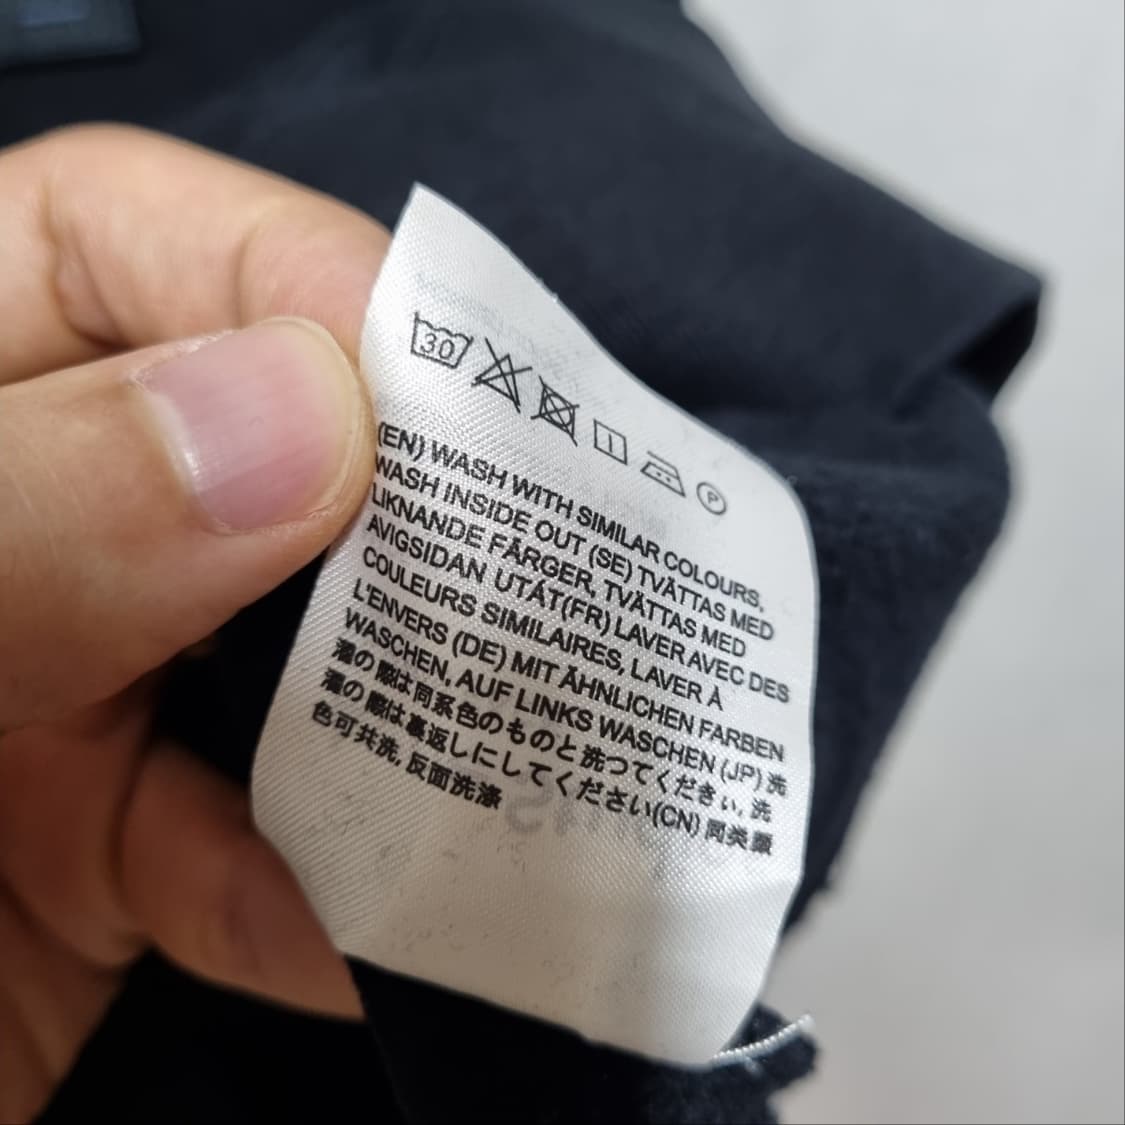 30
P
(EN) WASH WITH SIMILAR COLOURS,
WASH INSIDE OUT (SE) TVÄTTAS MED
LIKNANDE FÄRGER, TVÄTTAS MED
AVIGSIDAN UTÅT(FR) LAVER AVEC DES
COULEURS SIMILAIRES, LAVER À
L'ENVERS (DE) MIT ÄHNLICHEN FARBEN
WASCHEN, AUF LINKS WASCHEN (JP) 洗
濯の際は同系色のものと洗ってください, 洗
濯の際は裏返しにしてください(CN) 同类颜
色可共洗, 反面洗涤